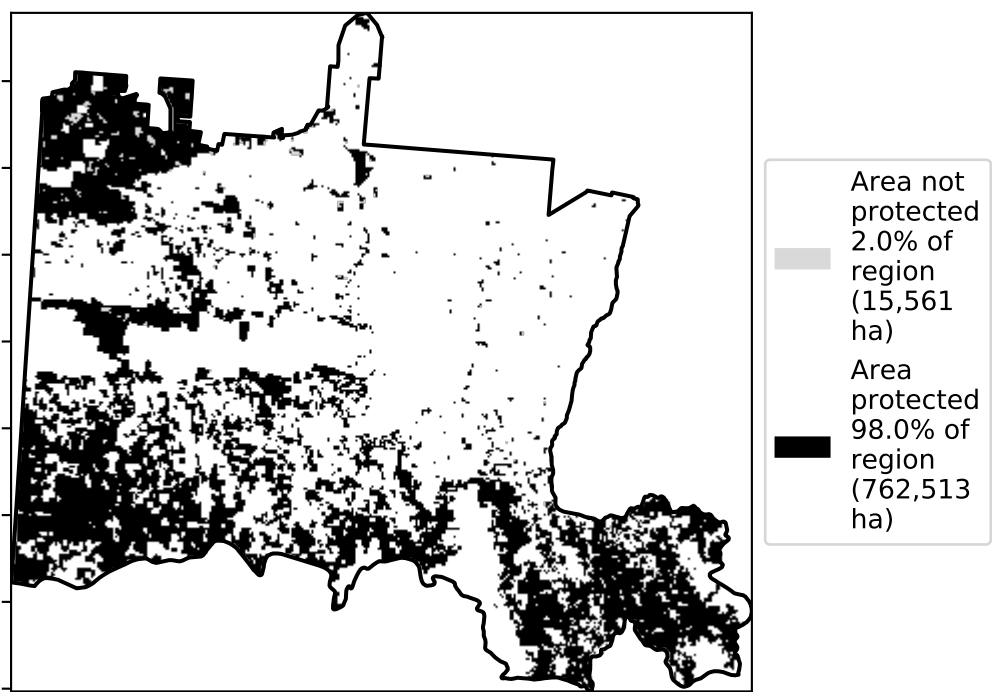 Area not
protected
2.0% of
region
(15,561
ha)
Area
protected
98.0% of
region
(762,513
ha)